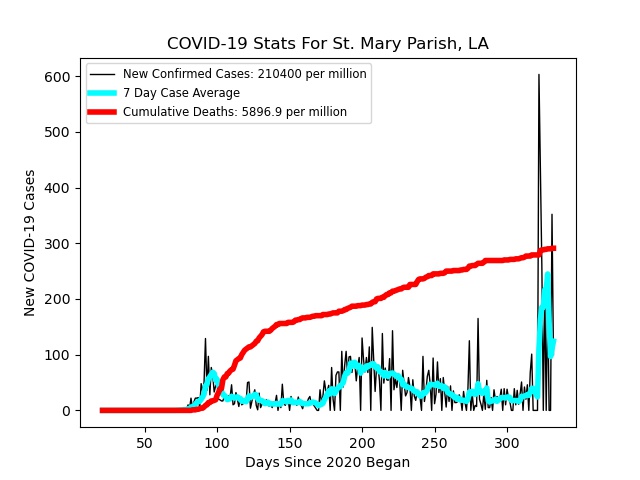 COVID-19 Stats For St. Mary Parish, LA
New Confirmed Cases: 210400 per million
7 Day Case Average
Cumulative Deaths: 5896.9 per million
New COVID-19 Cases
600
500
400
300
200
100
0
50
100
150
200
250
300
Days Since 2020 Began